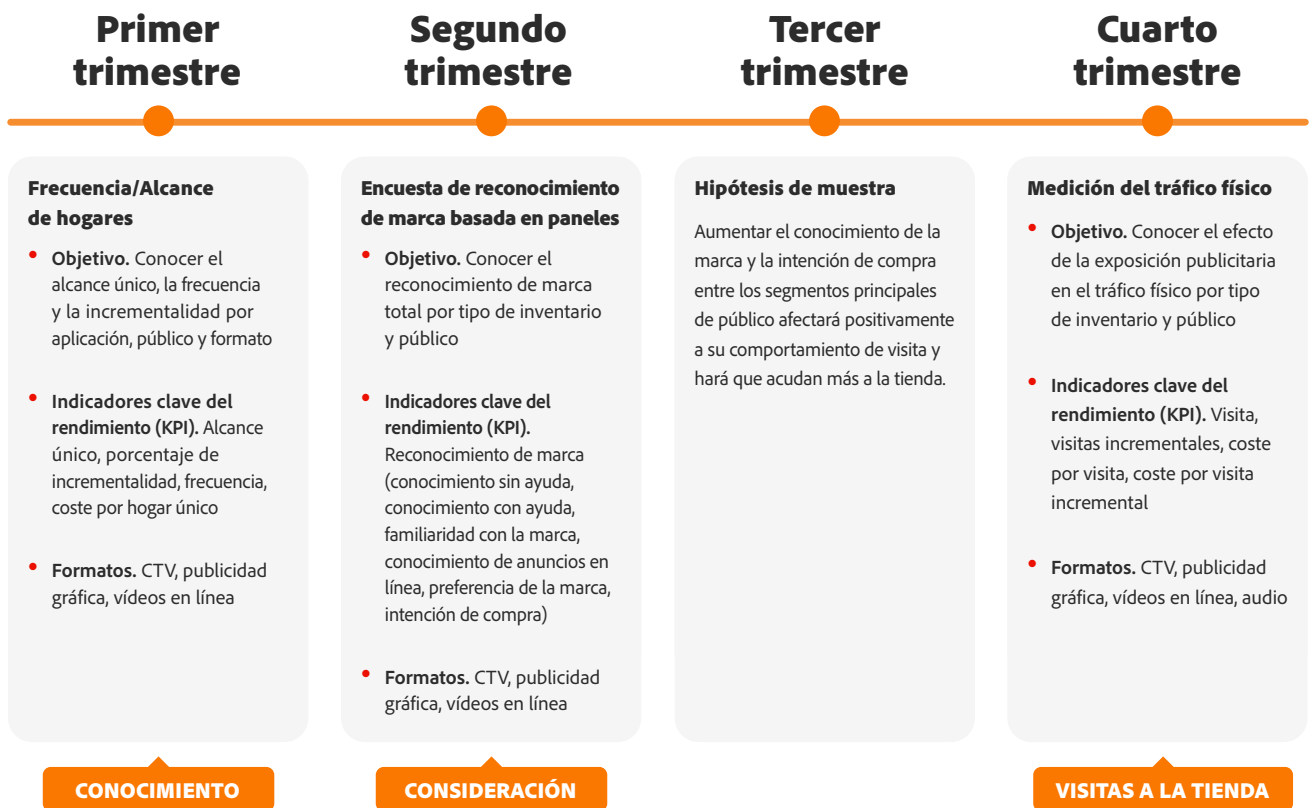 Primer
trimestre
Segundo
trimestre
Tercer
trimestre
Cuarto
trimestre
Frecuencia/Alcance
de hogares
• Objetivo. Conocer el
alcance único, la frecuencia
y la incrementalidad por
aplicación, público y formato
• Indicadores clave del
rendimiento (KPI). Alcance
único, porcentaje de
incrementalidad, frecuencia,
coste por hogar único
• Formatos. CTV, publicidad
gráfica, vídeos en línea
CONOCIMIENTO
Encuesta de reconocimiento
de marca basada en paneles
• Objetivo. Conocer el
reconocimiento de marca
total por tipo de inventario
y público
• Indicadores clave del
rendimiento (KPI).
Reconocimiento de marca
(conocimiento sin ayuda,
conocimiento con ayuda,
familiaridad con la marca,
conocimiento de anuncios en
línea, preferencia de la marca,
intención de compra)
• Formatos. CTV, publicidad
gráfica, vídeos en línea
CONSIDERACIÓN
Hipótesis de muestra
Aumentar el conocimiento de la
marca y la intención de compra
entre los segmentos principales
de público afectará positivamente
a su comportamiento de visita y
hará que acudan más a la tienda.
Medición del tráfico físico
• Objetivo. Conocer el efecto
de la exposición publicitaria
en el tráfico físico por tipo
de inventario y público
• Indicadores clave del
rendimiento (KPI). Visita,
visitas incrementales, coste
por visita, coste por visita
incremental
• Formatos. CTV, publicidad
gráfica, vídeos en línea, audio
VISITAS A LA TIENDA